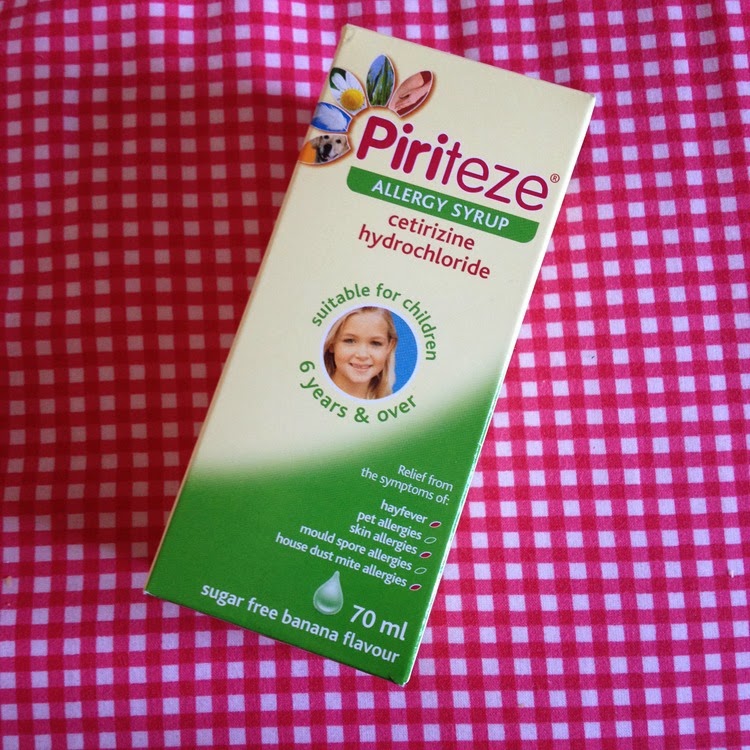 Piriteze®
ALLERGY SYRUP
cetirizine
hydrochloride
suitable for children
6 years & over
Relief from
the symptoms of:
hayfever
pet allergies
skin allergies
mould spore allergies
house dust mite allergies
70 ml
sugar free banana flavour